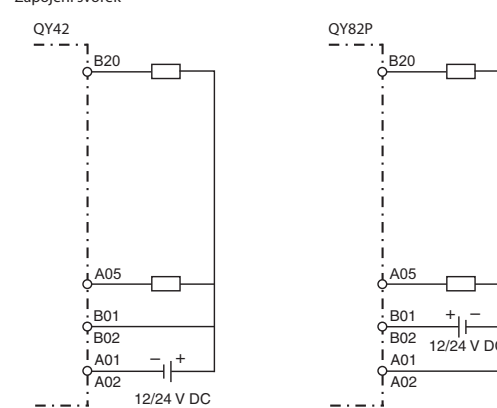 Zapojení svorek
QY42
B20
A05
B01
B02
A01
A02
– +
12/24 V DC
QY82P
B20
A05
B01
B02
+ –
12/24 V DC
A01
A02